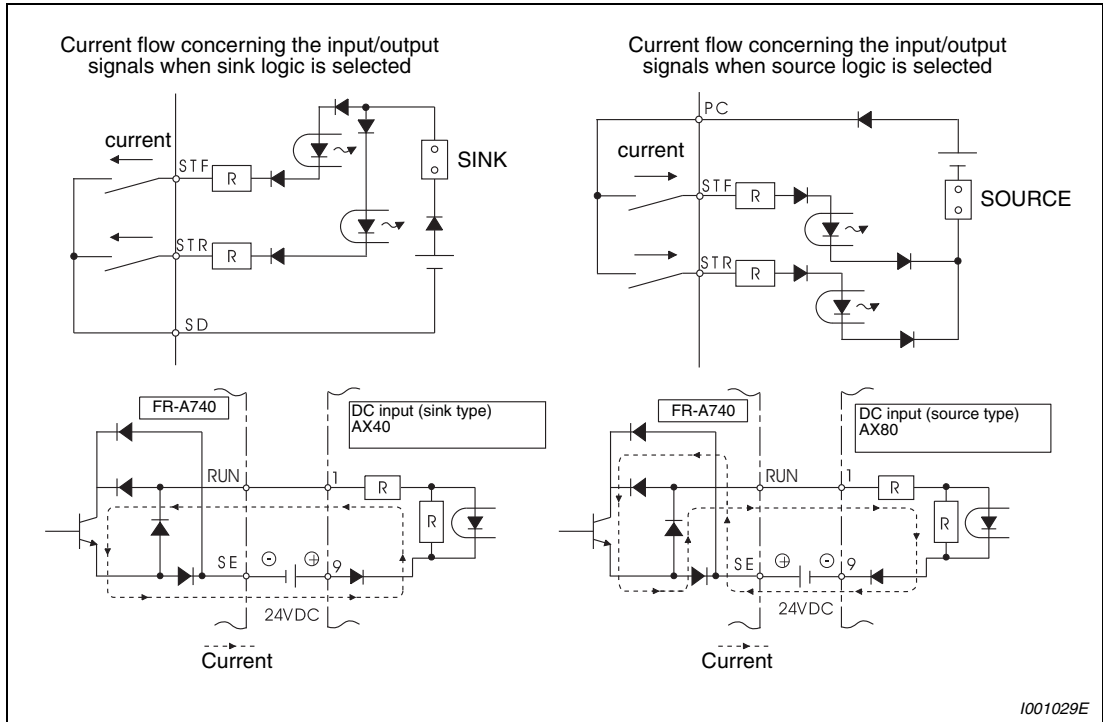 Current flow concerning the input/output
signals when sink logic is selected
current
STF
R
SINK
STR
R
SD
Current flow concerning the input/output
signals when source logic is selected
PC
current
STF
R
SOURCE
STR
R
FR-A740
DC input (sink type)
AX40
RUN
1
R
R
SE
-
+
9
24VDC
Current
FR-A740
DC input (source type)
AX80
RUN
1
R
R
SE
+
-
9
24VDC
Current
I001029E